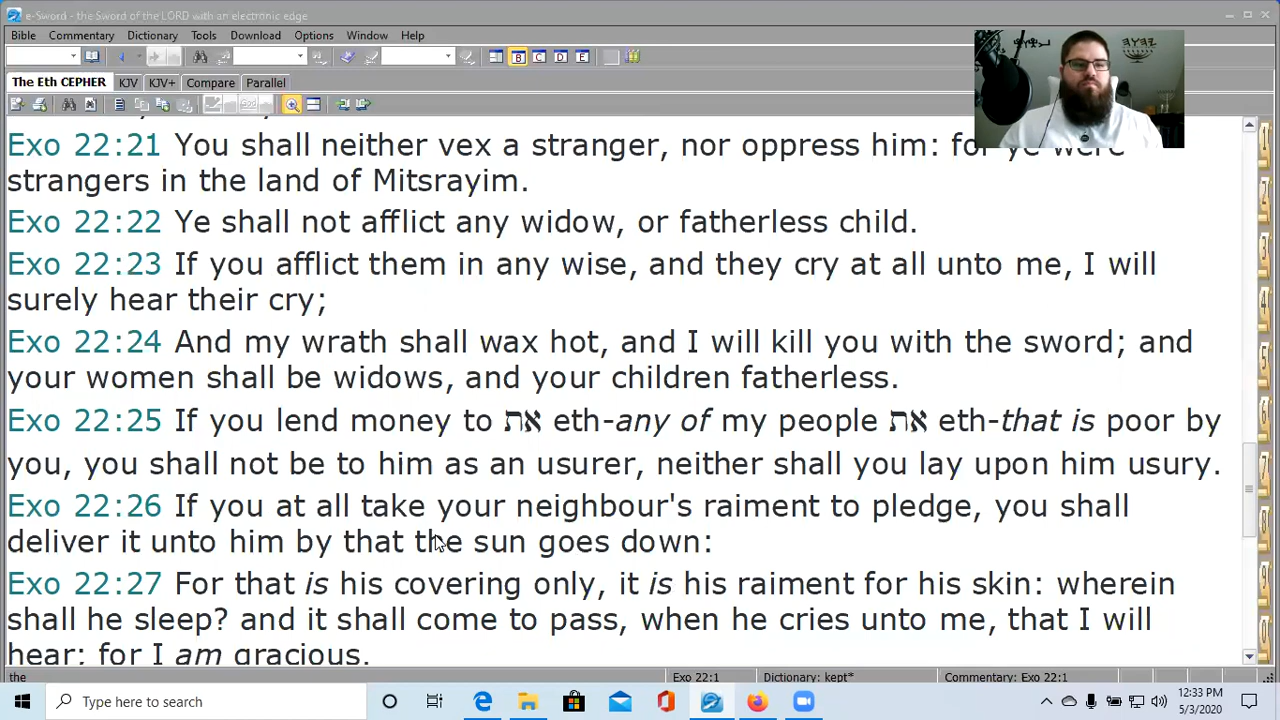 e-Sword - the Sword of the LORD with an electronic edge
Bible Commentary Dictionary Tools Download Options Window Help
B C D E
The Eth CEPHER KJV KJV+ Compare Parallel
Exo 22:21 You shall neither vex a stranger, nor oppress him: for ye were
strangers in the land of Mitsrayim.
Exo 22:22 Ye shall not afflict any widow, or fatherless child.
Exo 22:23 If you afflict them in any wise, and they cry at all unto me, I will
surely hear their cry;
Exo 22:24 And my wrath shall wax hot, and I will kill you with the sword; and
your women shall be widows, and your children fatherless.
Exo 22:25 If you lend money to את eth-any of my people את eth-that is poor by
you, you shall not be to him as an usurer, neither shall you lay upon him usury.
Exo 22:26 If you at all take your neighbour's raiment to pledge, you shall
deliver it unto him by that the sun goes down:
Exo 22:27 For that is his covering only, it is his raiment for his skin: wherein
shall he sleep? and it shall come to pass, when he cries unto me, that I will
hear; for I am gracious.
the Exo 22:1 Dictionary: kept* Commentary: Exo 22:1
Type here to search
12:33 PM
5/3/2020